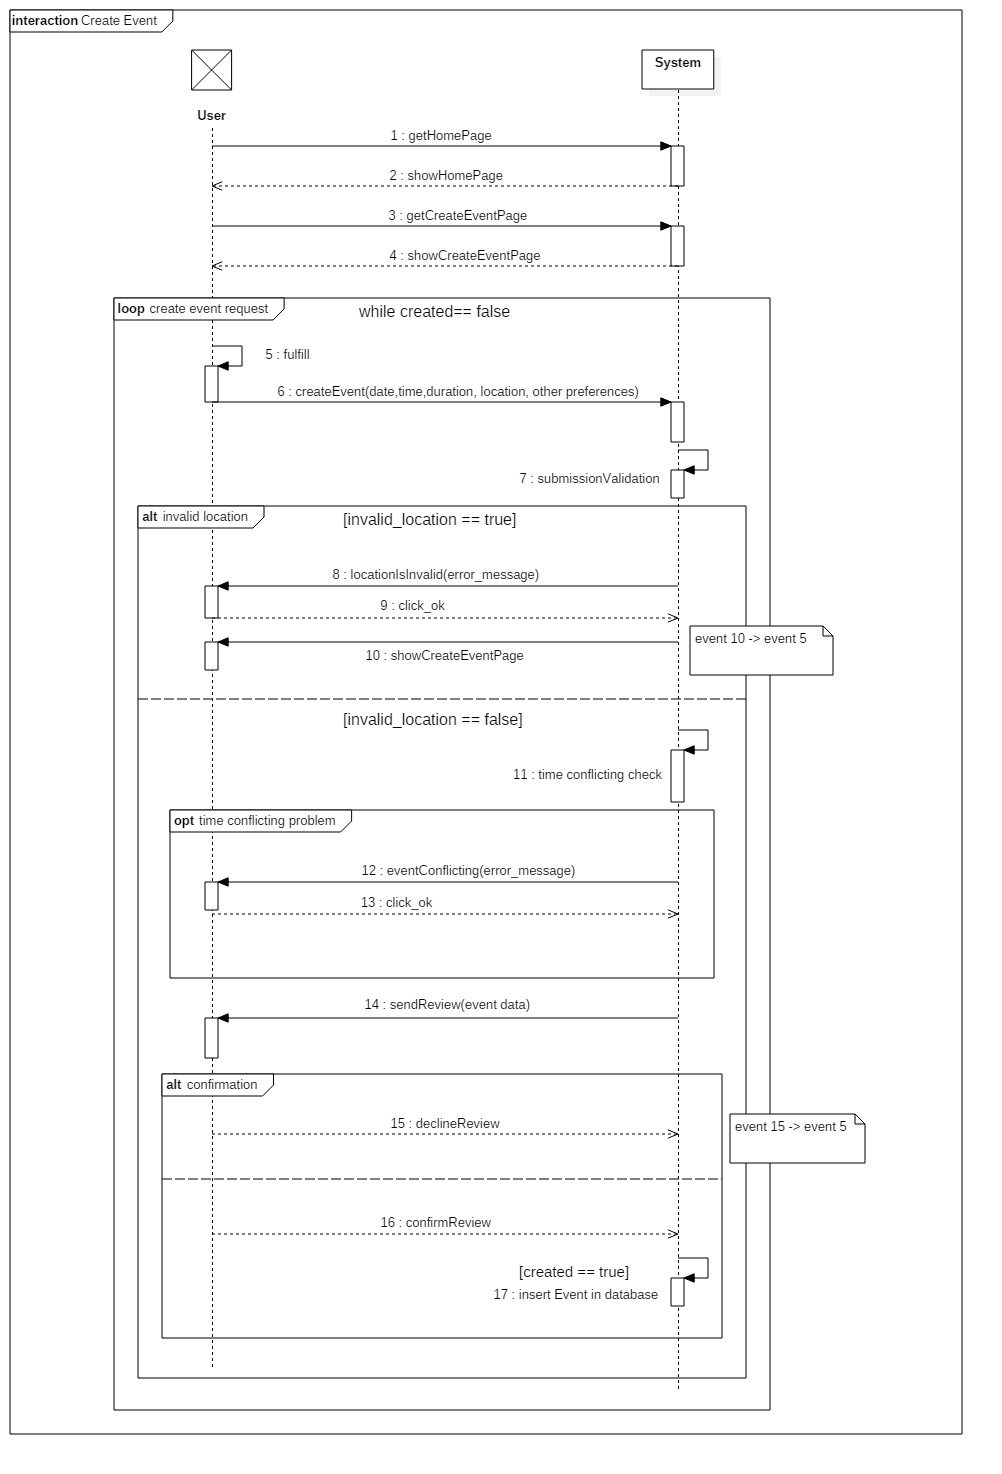 interaction Create Event
System
User
1 : getHomePage
2 : showHomePage
3 : getCreateEventPage
4 : showCreateEventPage
loop create event request
while created== false
5 : fulfill
6 : createEvent(date,time,duration, location, other preferences)
7 : submissionValidation
alt invalid location
[invalid_location == true]
8 : locationIsInvalid(error_message)
9 : click_ok
event 10 -> event 5
10 : showCreateEventPage
[invalid_location == false]
11 : time conflicting check
opt time conflicting problem
12 : eventConflicting(error_message)
13 : click_ok
14 : sendReview(event data)
alt confirmation
15 : declineReview
event 15 -> event 5
16 : confirmReview
[created == true]
17 : insert Event in database